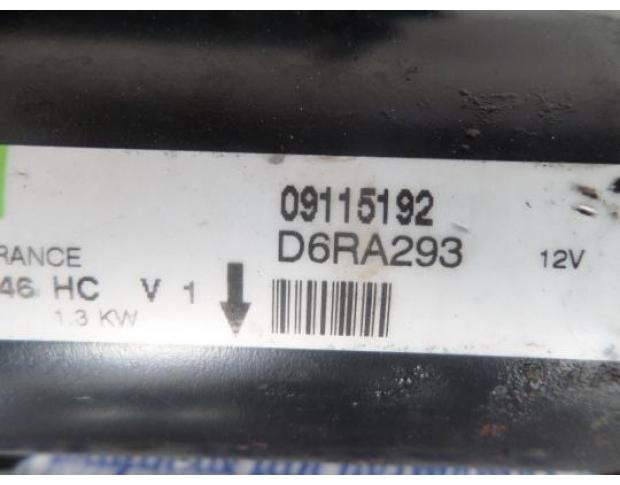 09115192
RANCE
D6RA293
12V
46 HC V 1
1.3 KW